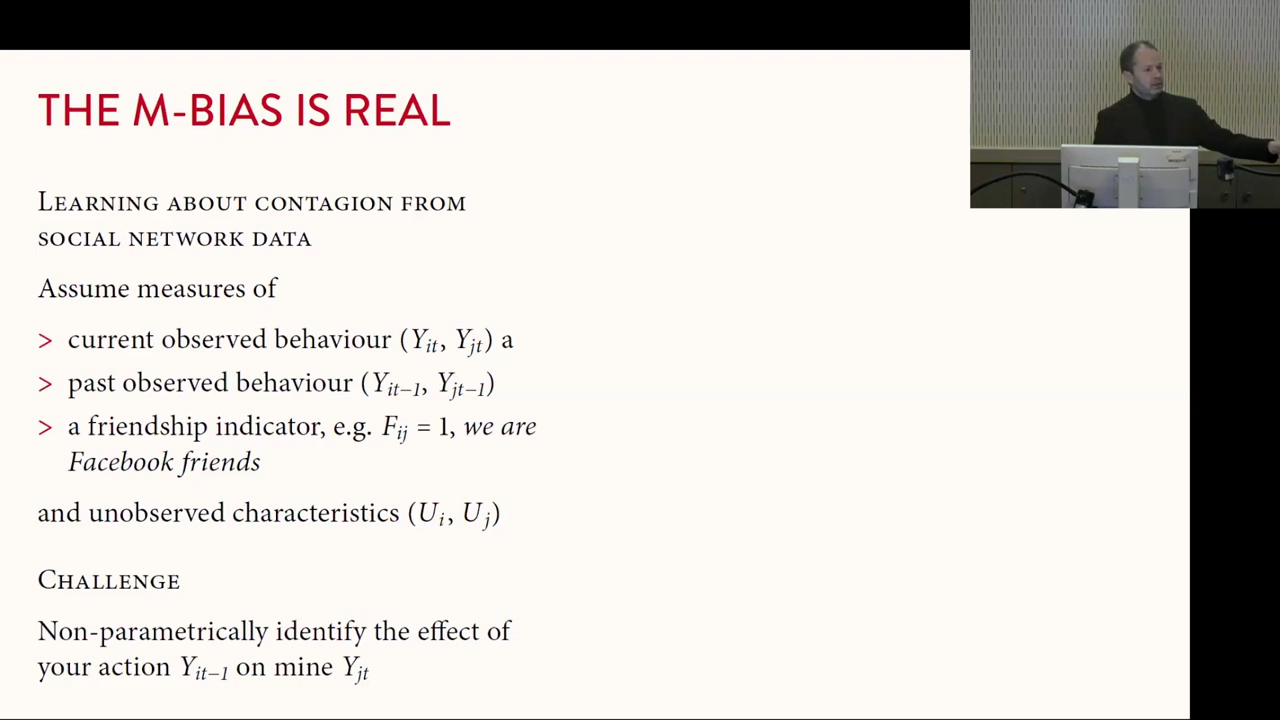 THE M-BIAS IS REAL
LEARNING ABOUT CONTAGION FROM
SOCIAL NETWORK DATA
Assume measures of
> current observed behaviour (Yit, Yjt) a
> past observed behaviour (Yit−1, Yjt−1)
> a friendship indicator, e.g. Fij = 1, we are
Facebook friends
and unobserved characteristics (Ui, Uj)
CHALLENGE
Non-parametrically identify the effect of
your action Yit−1 on mine Yjt